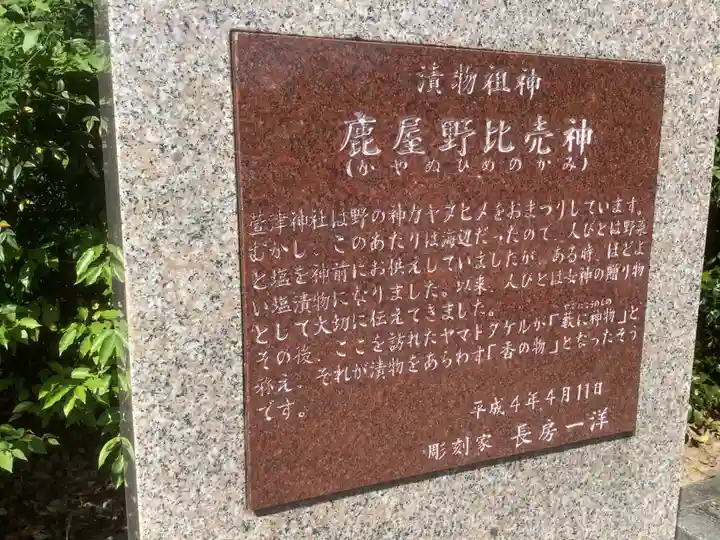 漬物祖神
鹿屋野比売神
(かやぬひめのかみ)
萱津神社は野の神カヤヌヒメをおまつりしています。
むかし、このあたりは海辺だったので、人びとは野菜
と塩を神前にお供えしていましたが、ある時、ほどよ
い塩漬物になりました。以来、人びとは女神の贈り物
として大切に伝えてきました。
その後、ここを訪れたヤマトタケルが「藪に神物」と
称え、それが漬物をあらわす「香の物」となったそう
です。
平成4年4月11日
彫刻家 長房一洋